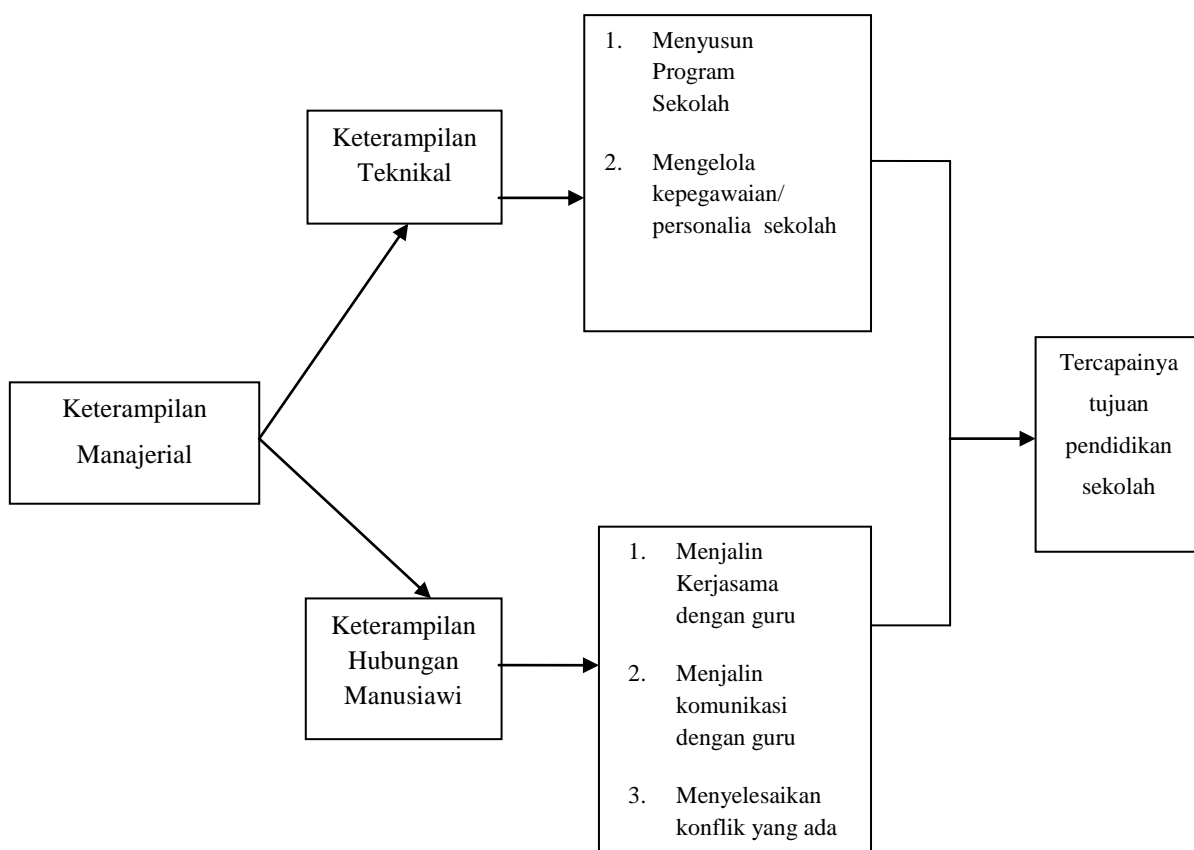 Keterampilan
Manajerial
Keterampilan
Teknikal
1. Menyusun
Program
Sekolah
2. Mengelola
kepegawaian/
personalia sekolah
Keterampilan
Hubungan
Manusiawi
1. Menjalin
Kerjasama
dengan guru
2. Menjalin
komunikasi
dengan guru
3. Menyelesaikan
konflik yang ada
Tercapainya
tujuan
pendidikan
sekolah